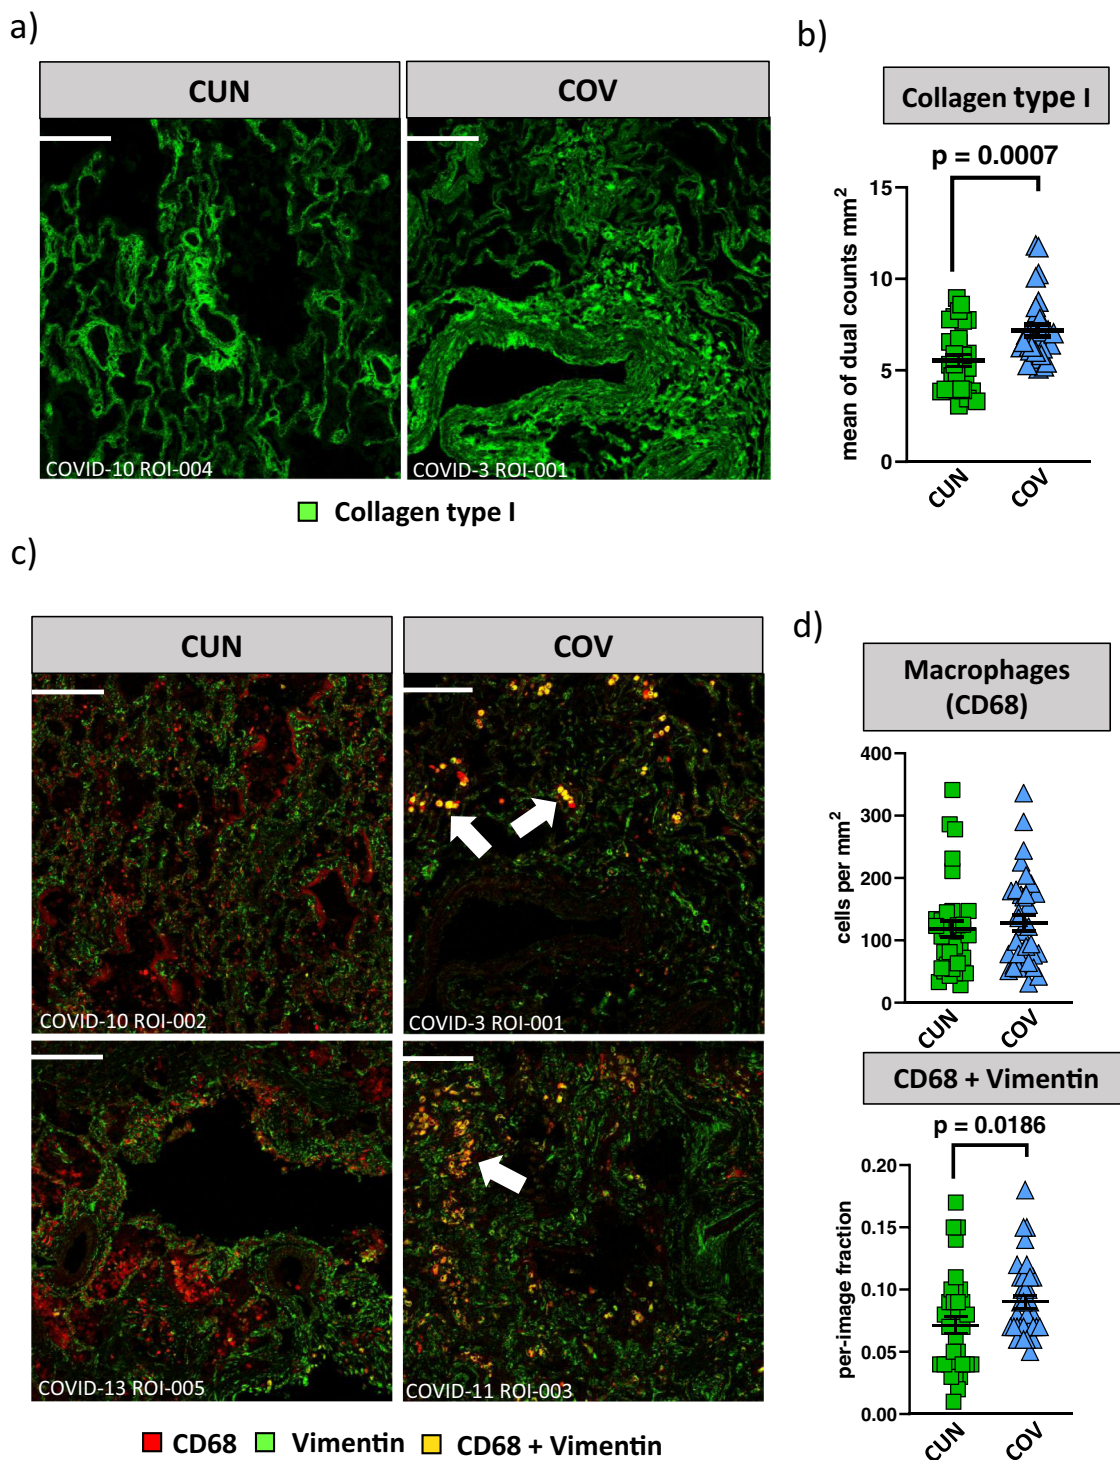 a)
CUN
COV
COVID-10 ROI-004
COVID-3 ROI-001
Collagen type I
b)
Collagen type I
p = 0.0007
mean of dual counts mm²
15
10
5
0
CUN
COV
c)
CUN
COV
COVID-10 ROI-002
COVID-3 ROI-001
COVID-13 ROI-005
COVID-11 ROI-003
CD68
Vimentin
CD68 + Vimentin
d)
Macrophages
(CD68)
cells per mm²
400
300
200
100
0
CUN
COV
CD68 + Vimentin
p = 0.0186
per-image fraction
0.20
0.15
0.10
0.05
0.00
CUN
COV